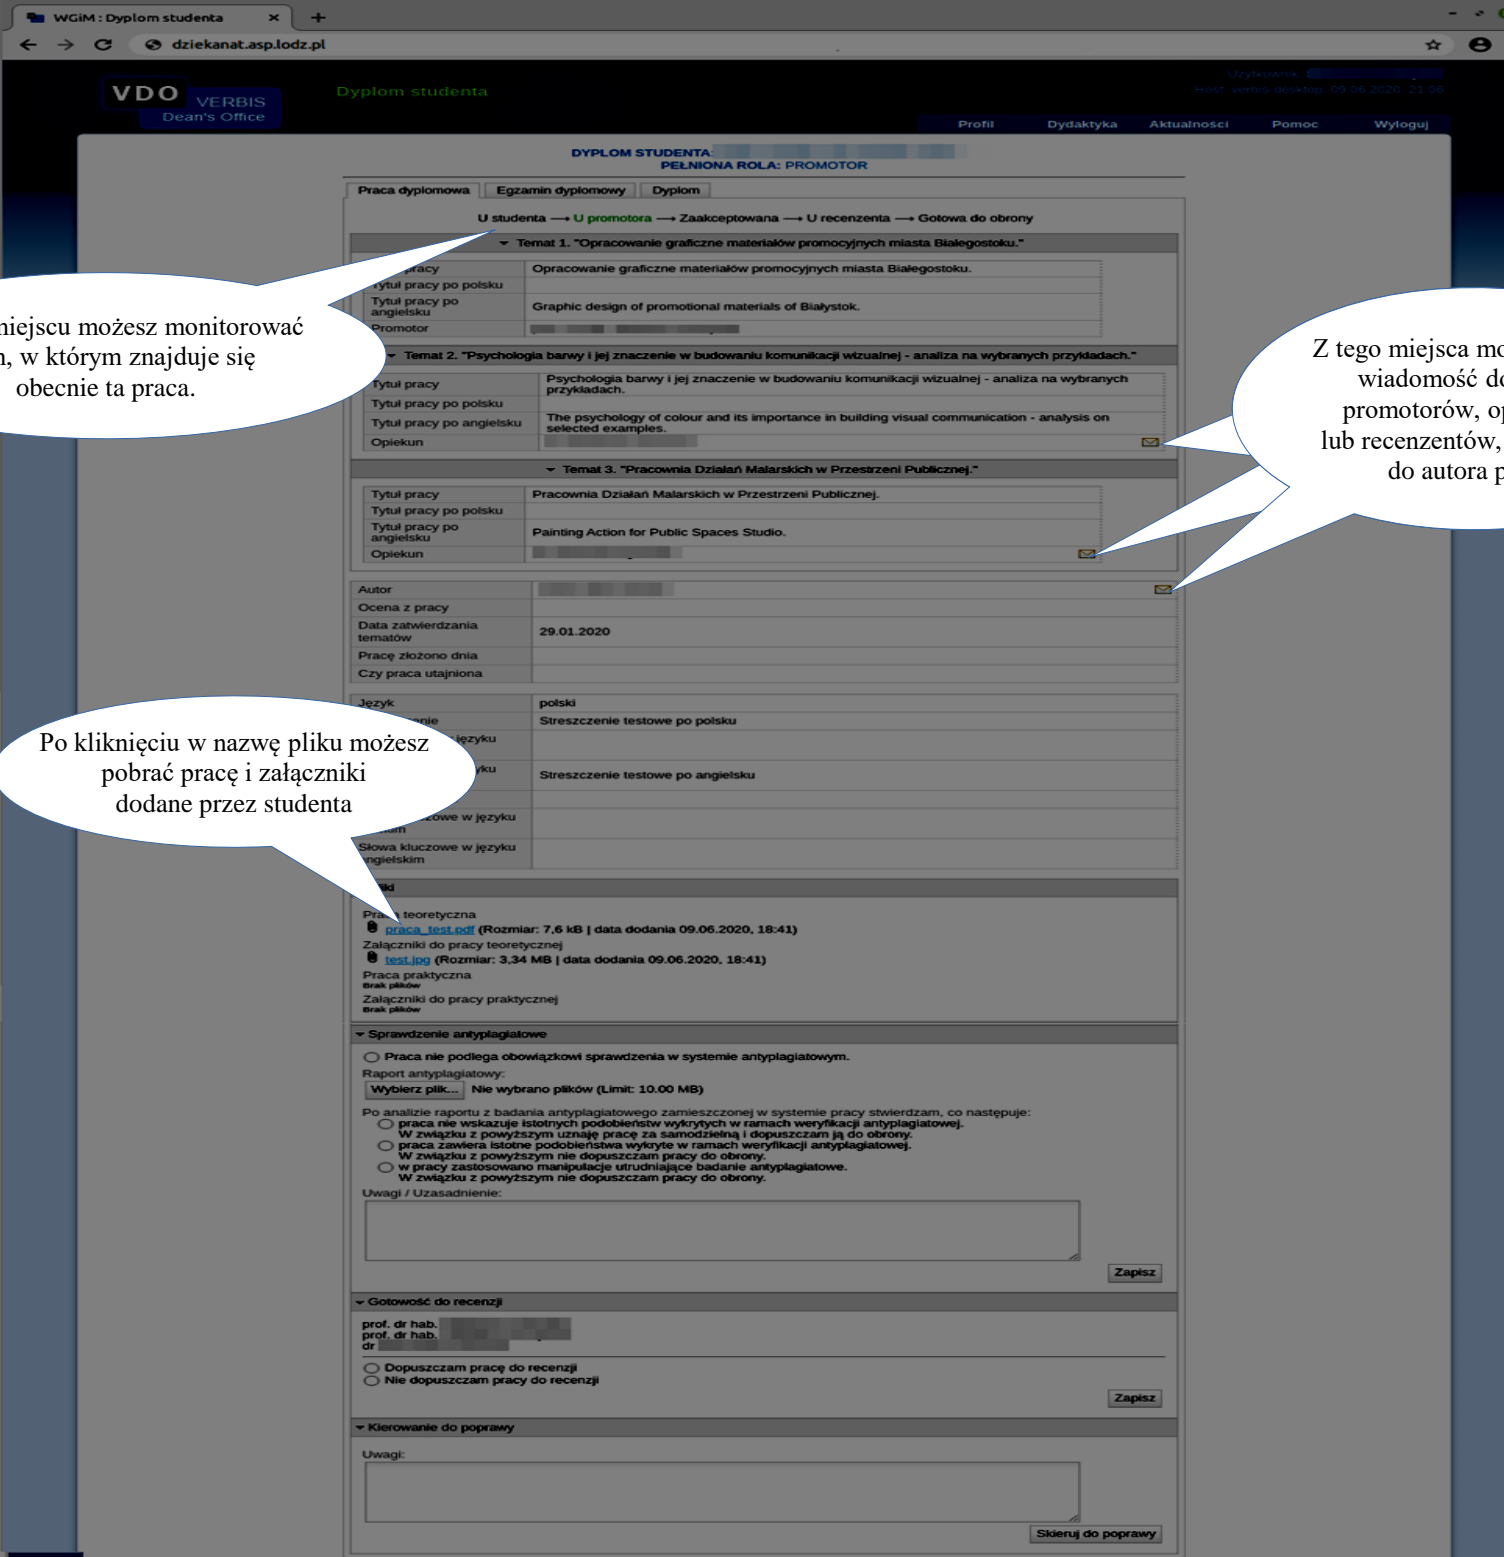 WGiM : Dyplom studenta
dziekanat.asp.lodz.pl
VDO VERBIS
Dean's Office
Dyplom studenta
Użytkownik:
Host: verbis-desktop, 09.06.2020, 21:06
Profil Dydaktyka Aktualności Pomoc Wyloguj
DYPLOM STUDENTA:
PEŁNIONA ROLA: PROMOTOR
Praca dyplomowa Egzamin dyplomowy Dyplom
U studenta → U promotora → Zaakceptowana → U recenzenta → Gotowa do obrony
Temat 1. "Opracowanie graficzne materiałów promocyjnych miasta Białegostoku."
pracy Opracowanie graficzne materiałów promocyjnych miasta Białegostoku.
Tytuł pracy po polsku
Tytuł pracy po
angielsku
Graphic design of promotional materials of Białystok.
Promotor
miejscu możesz monitorować
w którym znajduje się
obecnie ta praca.
Temat 2. "Psychologia barwy i jej znaczenie w budowaniu komunikacji wizualnej - analiza na wybranych przykładach."
Tytuł pracy
Psychologia barwy i jej znaczenie w budowaniu komunikacji wizualnej - analiza na wybranych
przykładach.
Tytuł pracy po polsku
Tytuł pracy po angielsku
The psychology of colour and its importance in building visual communication - analysis on
selected examples.
Opiekun
Z tego miejsca
wiadomość
promotorów,
lub recenzentów,
do autora
Temat 3. "Pracownia Działań Malarskich w Przestrzeni Publicznej."
Tytuł pracy Pracownia Działań Malarskich w Przestrzeni Publicznej.
Tytuł pracy po polsku
Tytuł pracy po
angielsku
Painting Action for Public Spaces Studio.
Opiekun
Autor
Ocena z pracy
Data zatwierdzania
tematów
29.01.2020
Pracę złożono dnia
Czy praca utajniona
Język polski
Streszczenie testowe po polsku
języku
Streszczenie testowe po angielsku
w języku
Słowa kluczowe w języku
angielskim
Po kliknięciu w nazwę pliku możesz
pobrać pracę i załączniki
dodane przez studenta
Praca teoretyczna
praca_test.pdf (Rozmiar: 7,6 kB | data dodania 09.06.2020, 18:41)
Załączniki do pracy teoretycznej
test.jpg (Rozmiar: 3,34 MB | data dodania 09.06.2020, 18:41)
Praca praktyczna
Brak plików
Załączniki do pracy praktycznej
Brak plików
Sprawdzenie antyplagiatowe
Praca nie podlega obowiązkowi sprawdzenia w systemie antyplagiatowym.
Raport antyplagiatowy:
Wybierz plik... Nie wybrano plików (Limit: 10.00 MB)
Po analizie raportu z badania antyplagiatowego zamieszczonej w systemie pracy stwierdzam, co następuje:
praca nie wskazuje istotnych podobieństw wykrytych w ramach weryfikacji antyplagiatowej.
W związku z powyższym uznaję pracę za samodzielną i dopuszczam ją do obrony.
praca zawiera istotne podobieństwa wykryte w ramach weryfikacji antyplagiatowej.
W związku z powyższym nie dopuszczam pracy do obrony.
w pracy zastosowano manipulacje utrudniające badanie antyplagiatowe.
W związku z powyższym nie dopuszczam pracy do obrony.
Uwagi / Uzasadnienie:
Zapisz
Gotowość do recenzji
prof. dr hab.
prof. dr hab.
dr
Dopuszczam pracę do recenzji
Nie dopuszczam pracy do recenzji
Zapisz
Kierowanie do poprawy
Uwagi:
Skieruj do poprawy